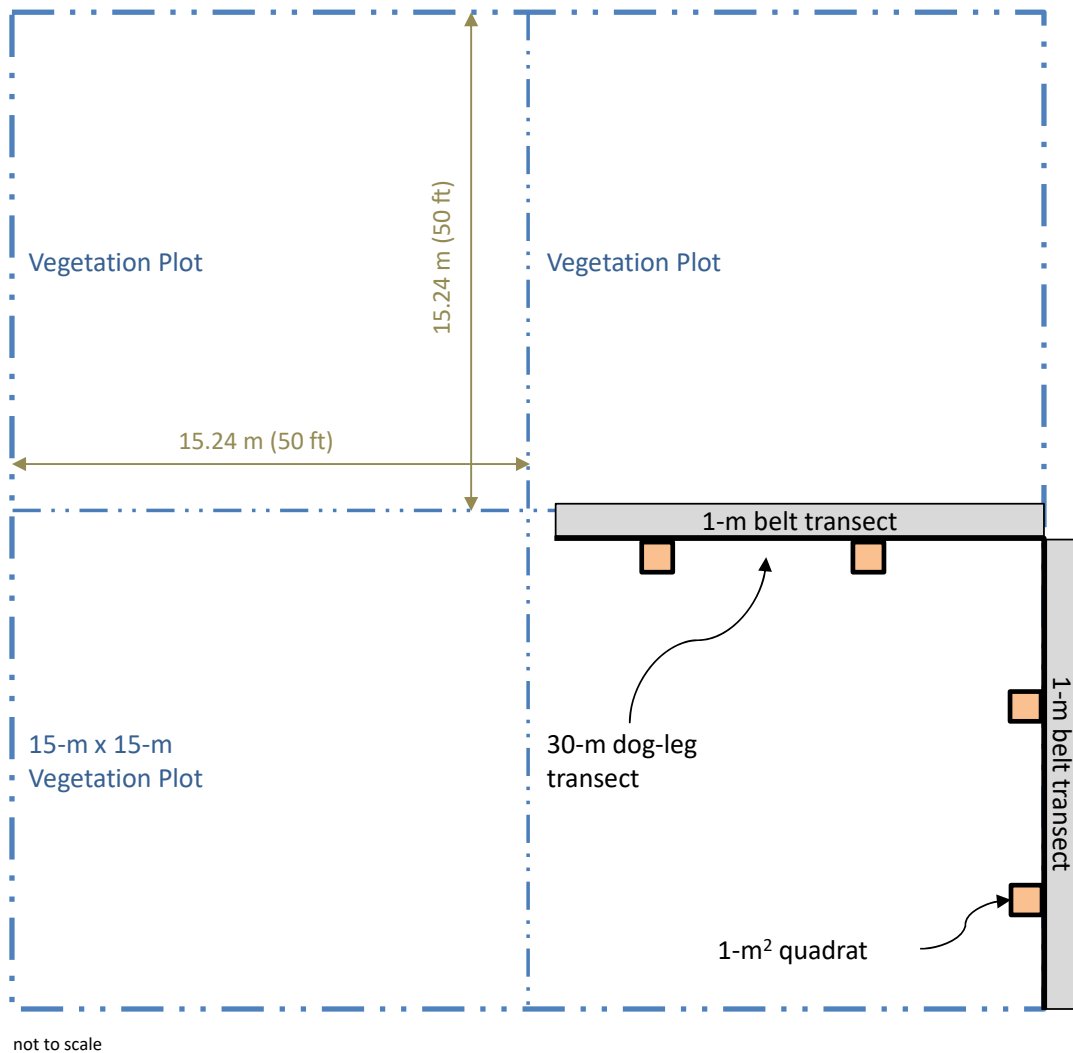 Vegetation Plot
Vegetation Plot
15.24 m (50 ft)
15.24 m (50 ft)
1-m belt transect
1-m belt transect
15-m x 15-m
Vegetation Plot
30-m dog-leg
transect
1-m² quadrat
not to scale